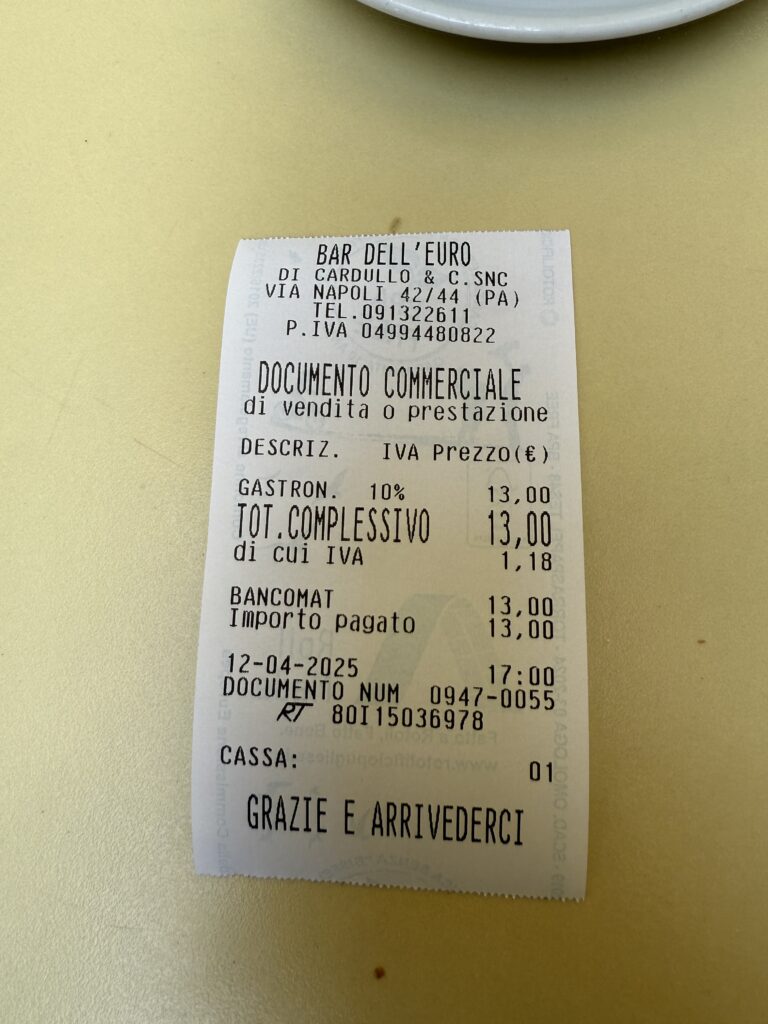 BAR DELL'EURO
DI CARDULLO & C.SNC
VIA NAPOLI 42/44 (PA)
TEL.091322611
P.IVA 04994480822
DOCUMENTO COMMERCIALE
di vendita o prestazione
DESCRIZ. IVA Prezzo(€)
GASTRON. 10% 13,00
TOT.COMPLESSIVO 13,00
di cui IVA 1,18
BANCOMAT 13,00
Importo pagato 13,00
12-04-2025 17:00
DOCUMENTO NUM 0947-0055
RT 80I15036978
CASSA: 01
GRAZIE E ARRIVEDERCI